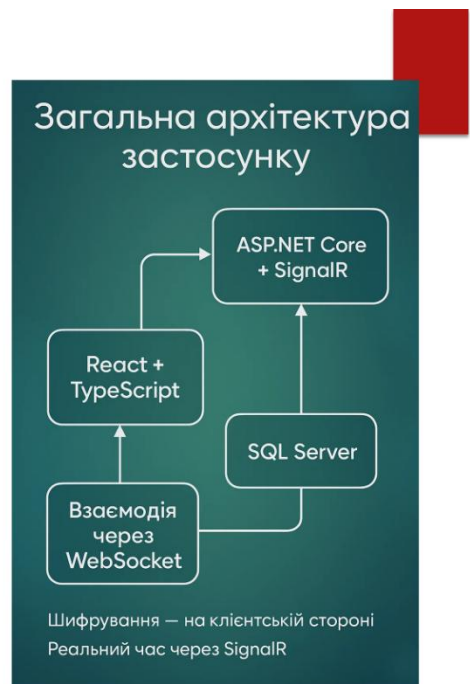 Загальна архітектура
застосунку
ASP.NET Core
+ SignalR
React +
TypeScript
SQL Server
Взаємодія
через
WebSocket
Шифрування — на клієнтській стороні
Реальний час через SignalR